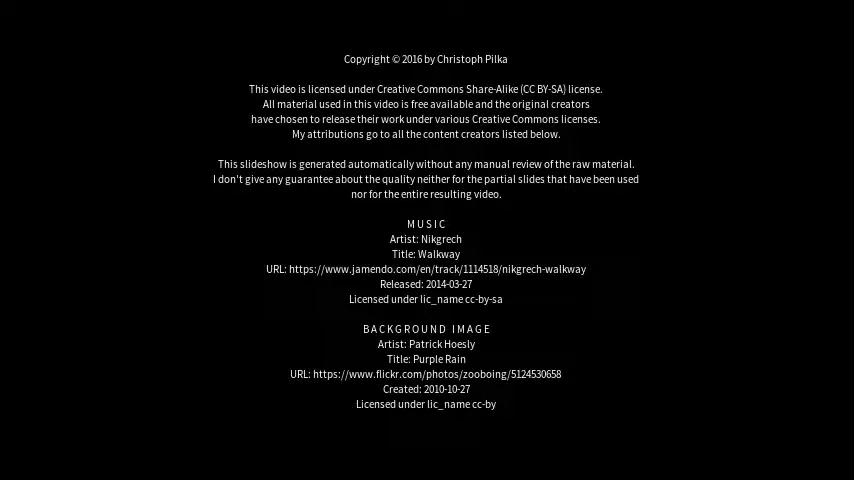 Copyright © 2016 by Christoph Pilka
This video is licensed under Creative Commons Share-Alike (CC BY-SA) license.
All material used in this video is free available and the original creators
have chosen to release their work under various Creative Commons licenses.
My attributions go to all the content creators listed below.
This slideshow is generated automatically without any manual review of the raw material.
I don't give any guarantee about the quality neither for the partial slides that have been used
nor for the entire resulting video.
MUSIC
Artist: Nikgrech
Title: Walkway
URL: https://www.jamendo.com/en/track/1114518/nikgrech-walkway
Released: 2014-03-27
Licensed under lic_name cc-by-sa
BACKGROUND IMAGE
Artist: Patrick Hoesly
Title: Purple Rain
URL: https://www.flickr.com/photos/zooboing/5124530658
Created: 2010-10-27
Licensed under lic_name cc-by